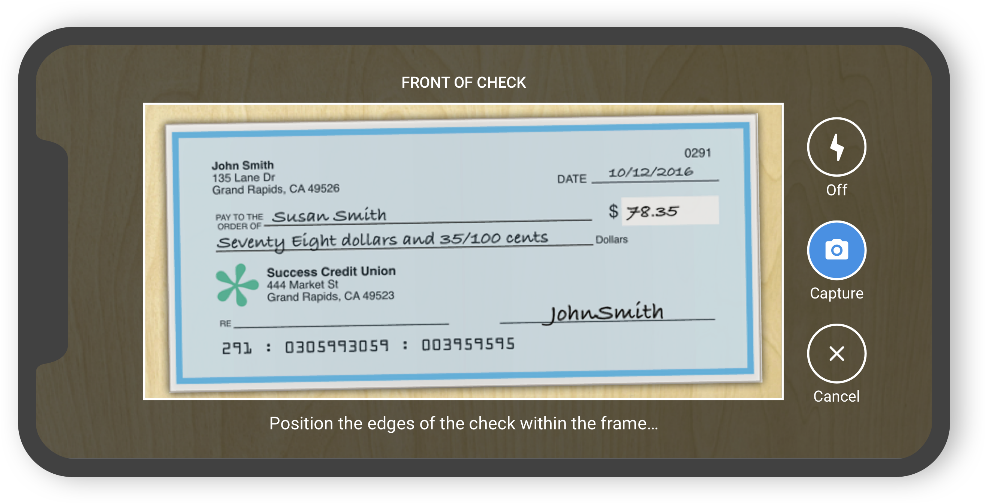 FRONT OF CHECK
0291
John Smith
135 Lane Dr
Grand Rapids, CA 49526
DATE 10/12/2016
PAY TO THE
ORDER OF Susan Smith
$ 78.35
Seventy Eight dollars and 35/100 cents Dollars
Success Credit Union
444 Market St
Grand Rapids, CA 49523
RE
JohnSmith
291 : 0305993059 : 003959595
Position the edges of the check within the frame...
Off
Capture
Cancel